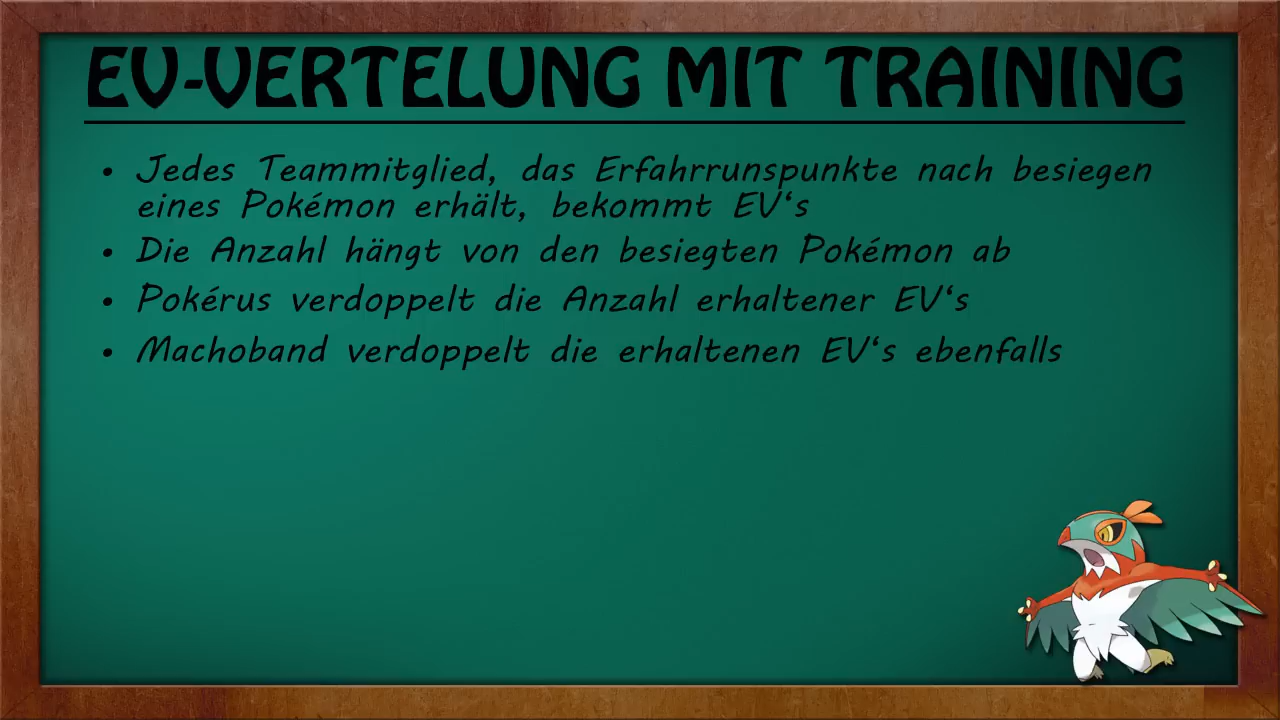 EV-VERTELUNG MIT TRAINING
• Jedes Teammitglied, das Erfahrrunspunkte nach besiegen
eines Pokémon erhält, bekommt EV‘s
• Die Anzahl hängt von den besiegten Pokémon ab
• Pokérus verdoppelt die Anzahl erhaltener EV‘s
• Machoband verdoppelt die erhaltenen EV‘s ebenfalls